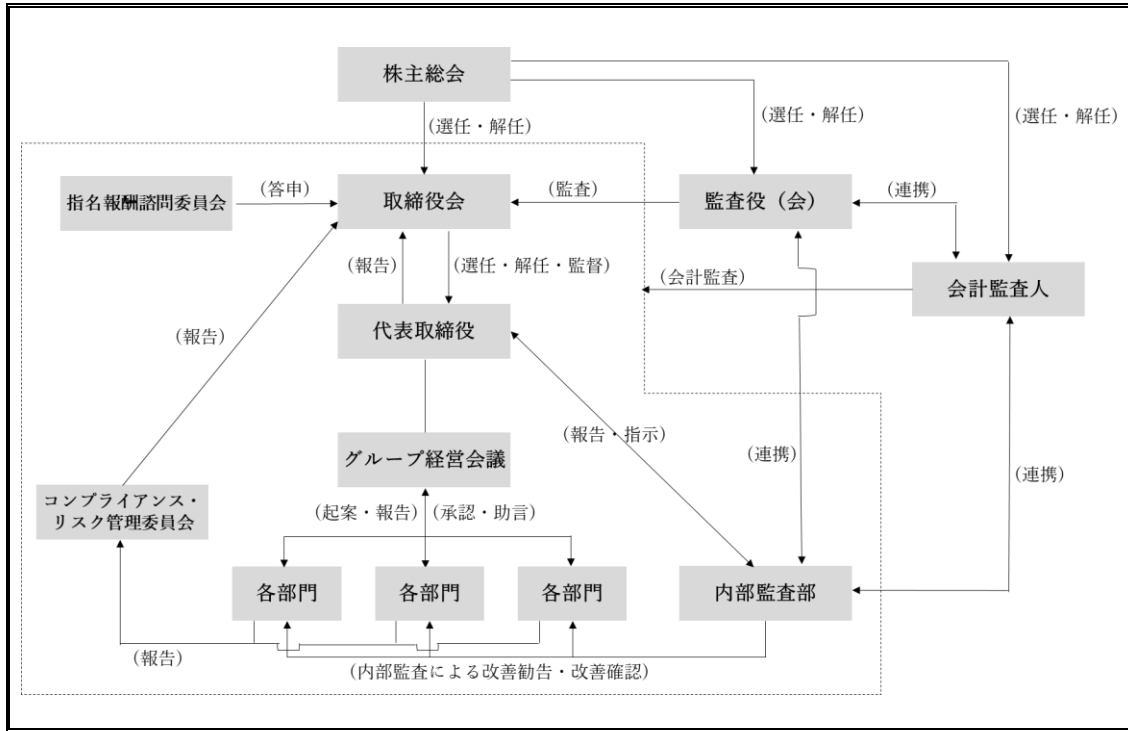 株主総会
(選任・解任)
(選任・解任)
(選任・解任)
指名報酬諮問委員会
(答申)
取締役会
(監査)
監査役（会）
(連携)
(報告)
(選任・解任・監督)
(会計監査)
会計監査人
代表取締役
(報告)
(報告・指示)
グループ経営会議
(連携)
(連携)
コンプライアンス・
リスク管理委員会
(起案・報告)
(承認・助言)
各部門
各部門
各部門
内部監査部
(報告)
(内部監査による改善勧告・改善確認)